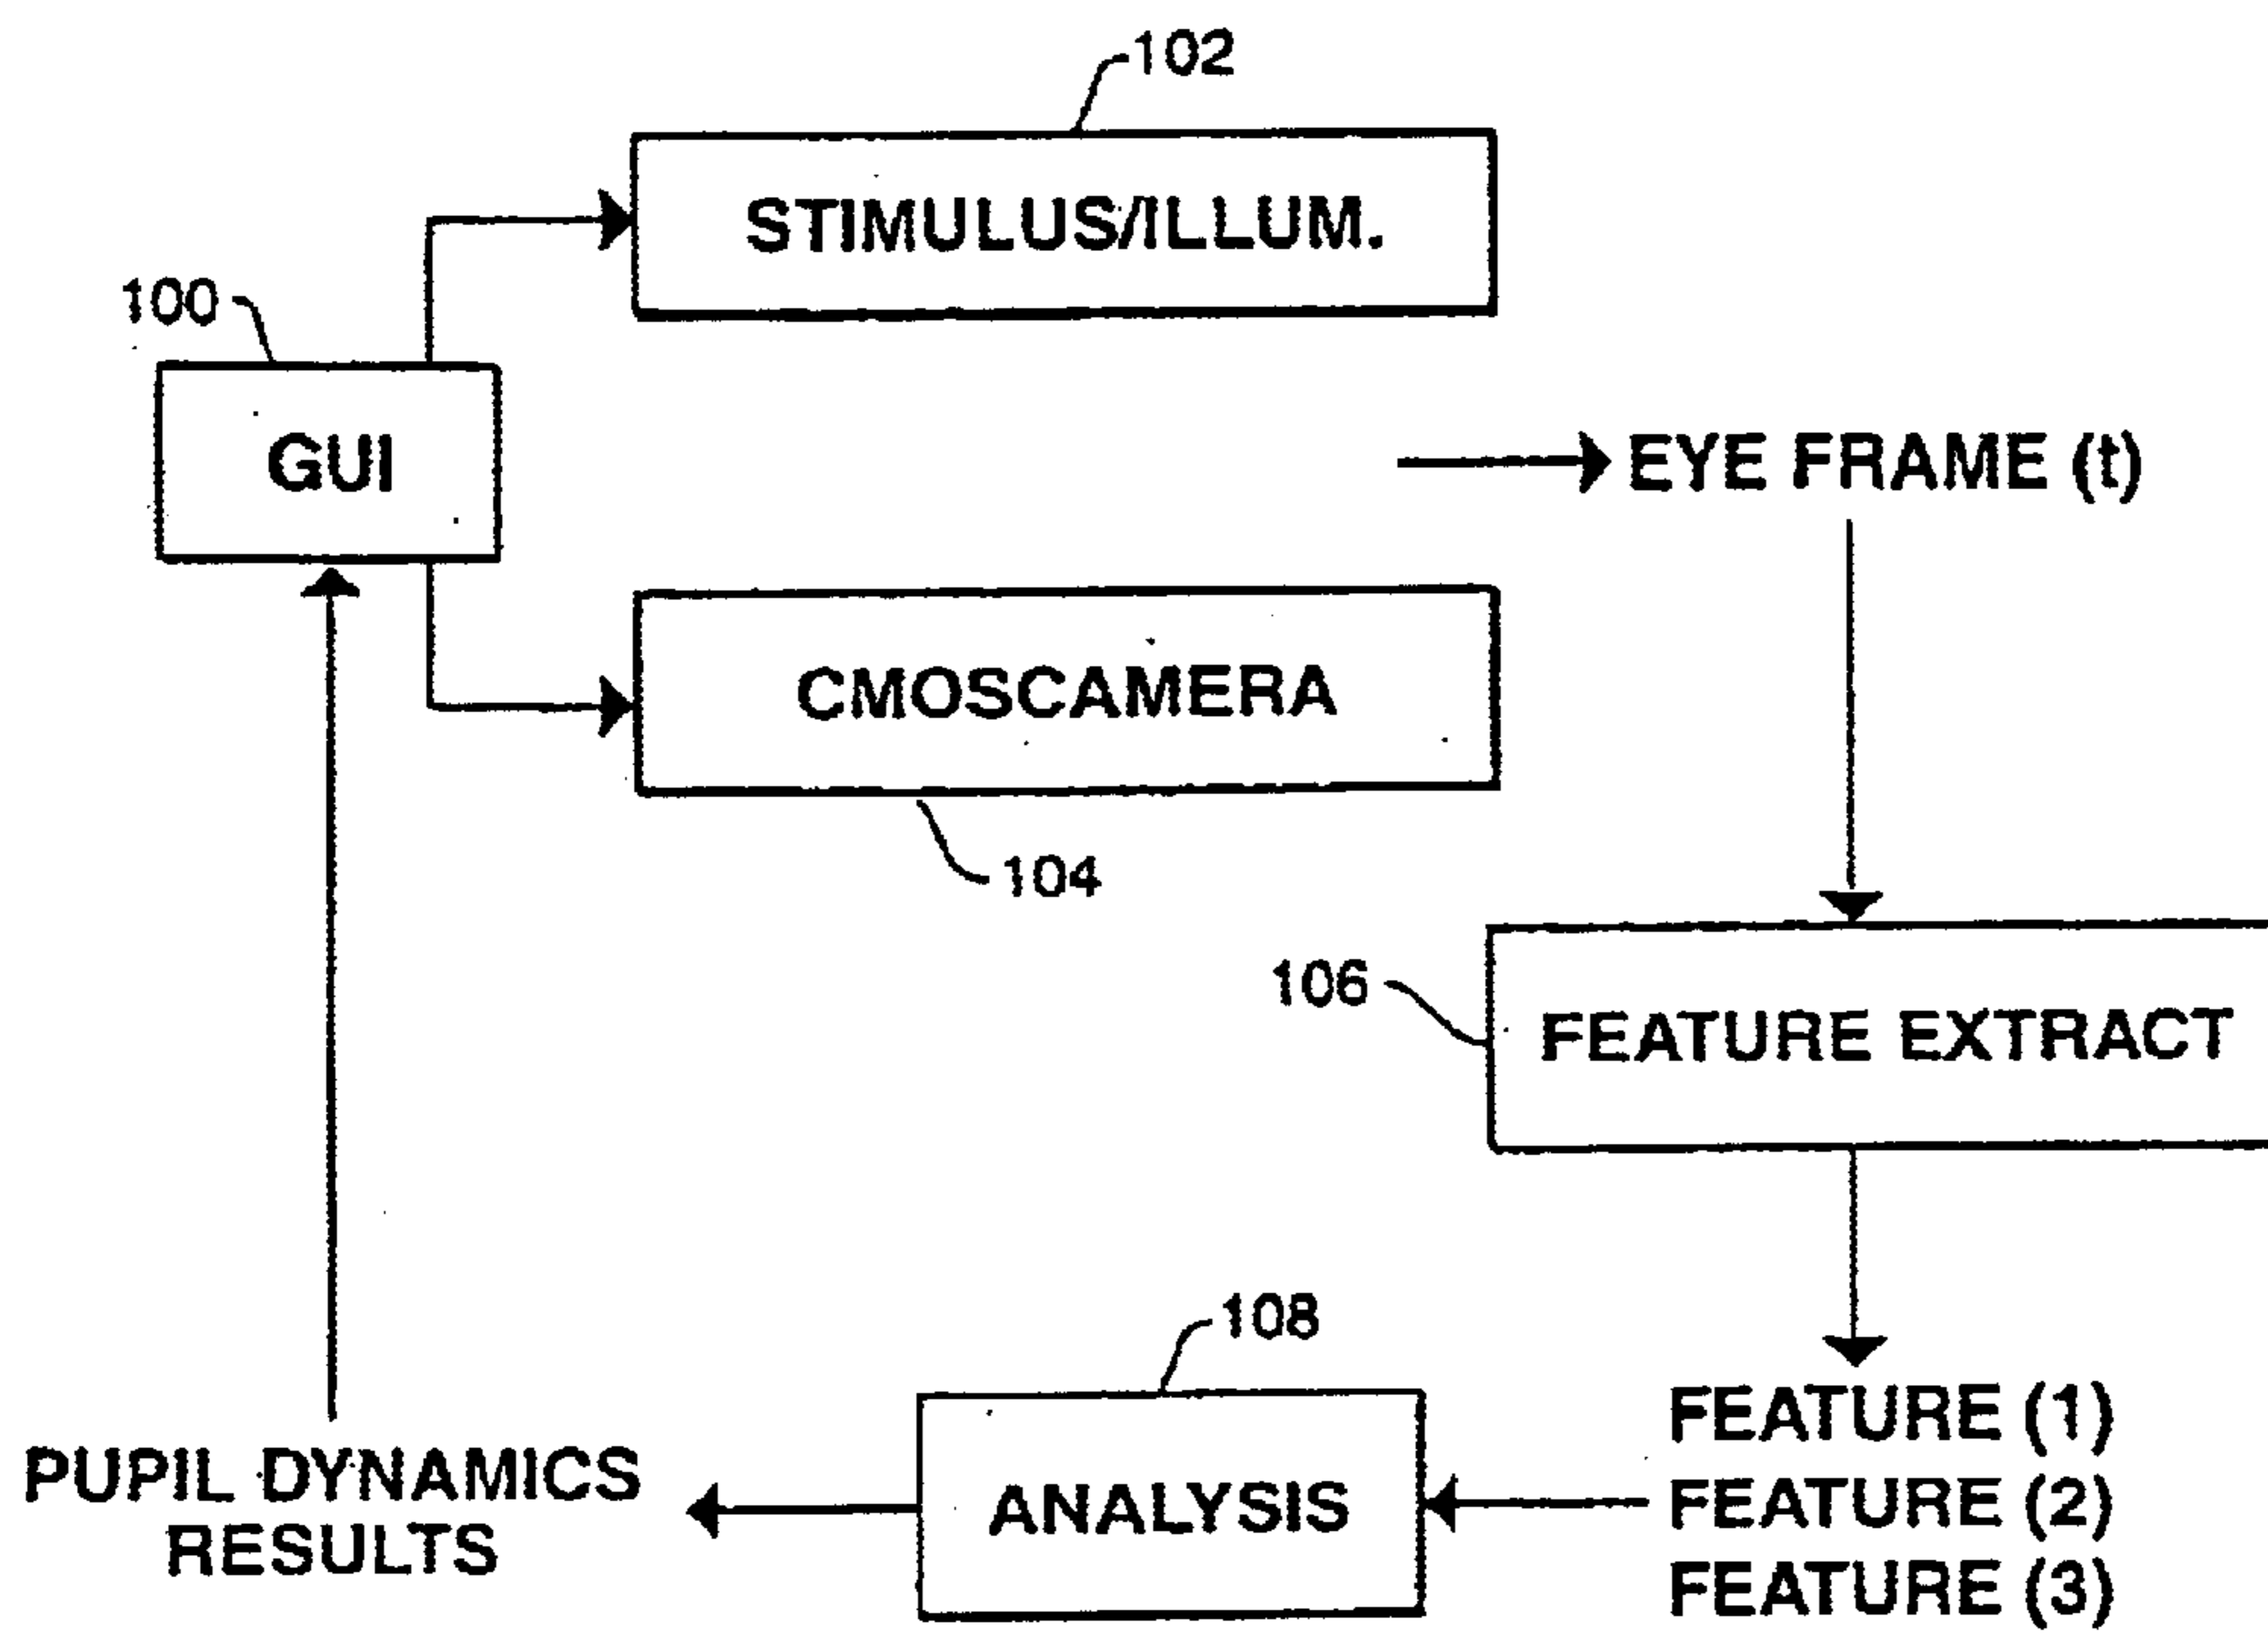 102
STIMULUS/ILLUM.
100
GUI
EYE FRAME (t)
CMOSCAMERA
104
106
FEATURE EXTRACT
108
FEATURE (1)
PUPIL DYNAMICS
RESULTS
ANALYSIS
FEATURE (2)
FEATURE (3)